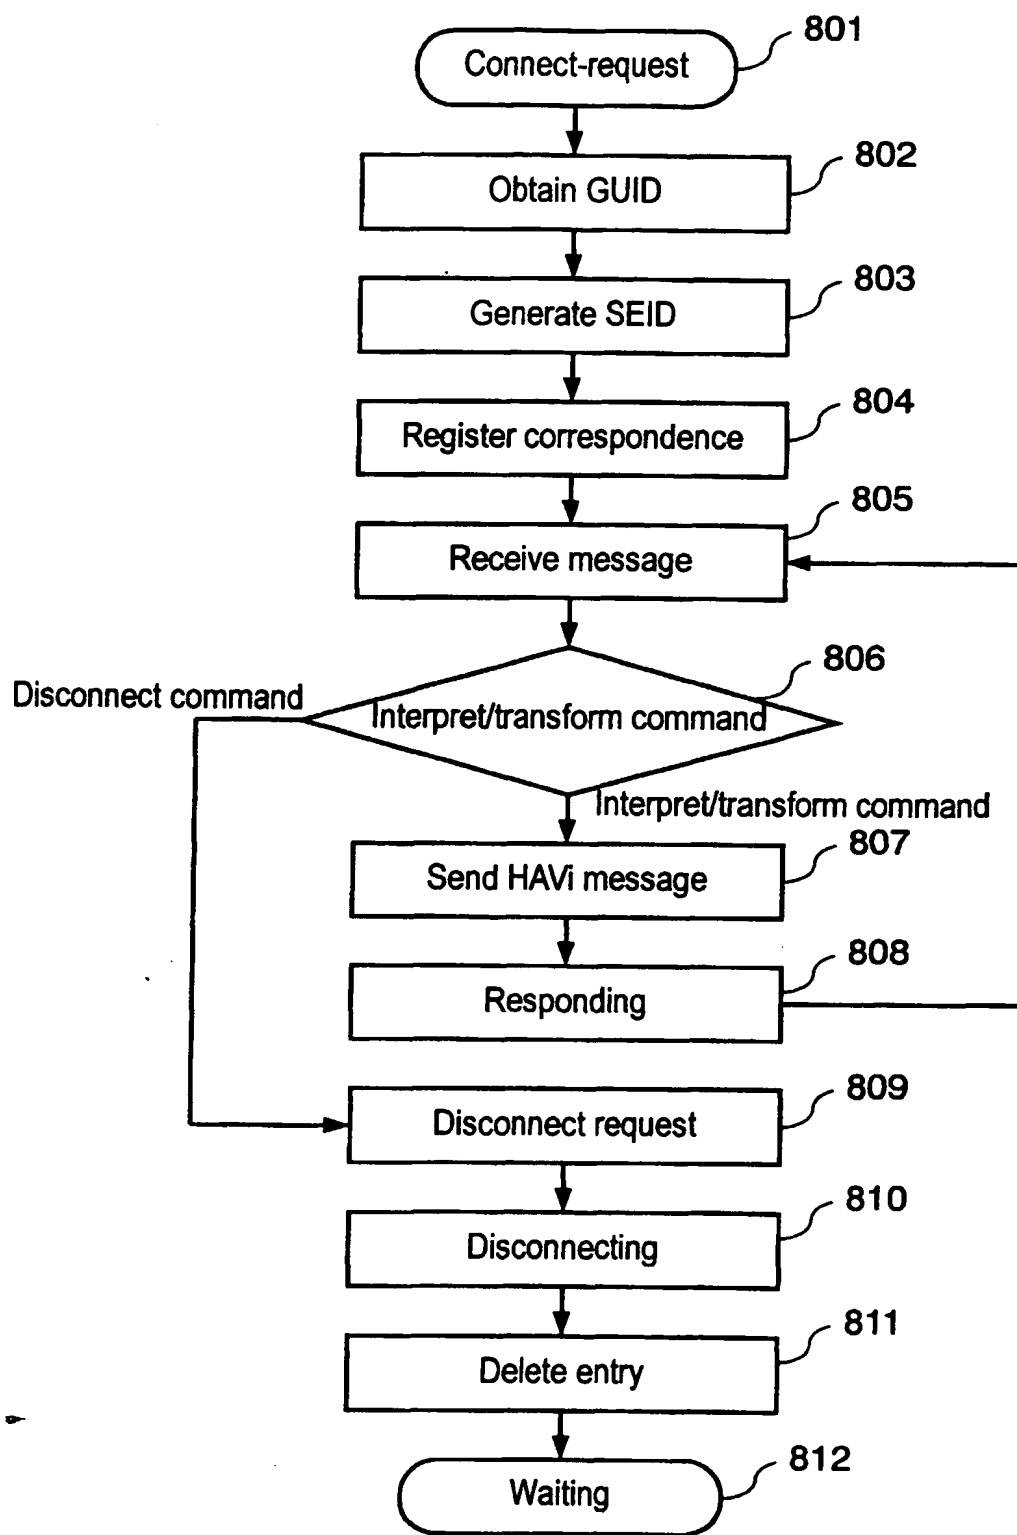 801
Connect-request
802
Obtain GUID
803
Generate SEID
804
Register correspondence
805
Receive message
806
Disconnect command
Interpret/transform command
Interpret/transform command
807
Send HAVi message
808
Responding
809
Disconnect request
810
Disconnecting
811
Delete entry
812
Waiting